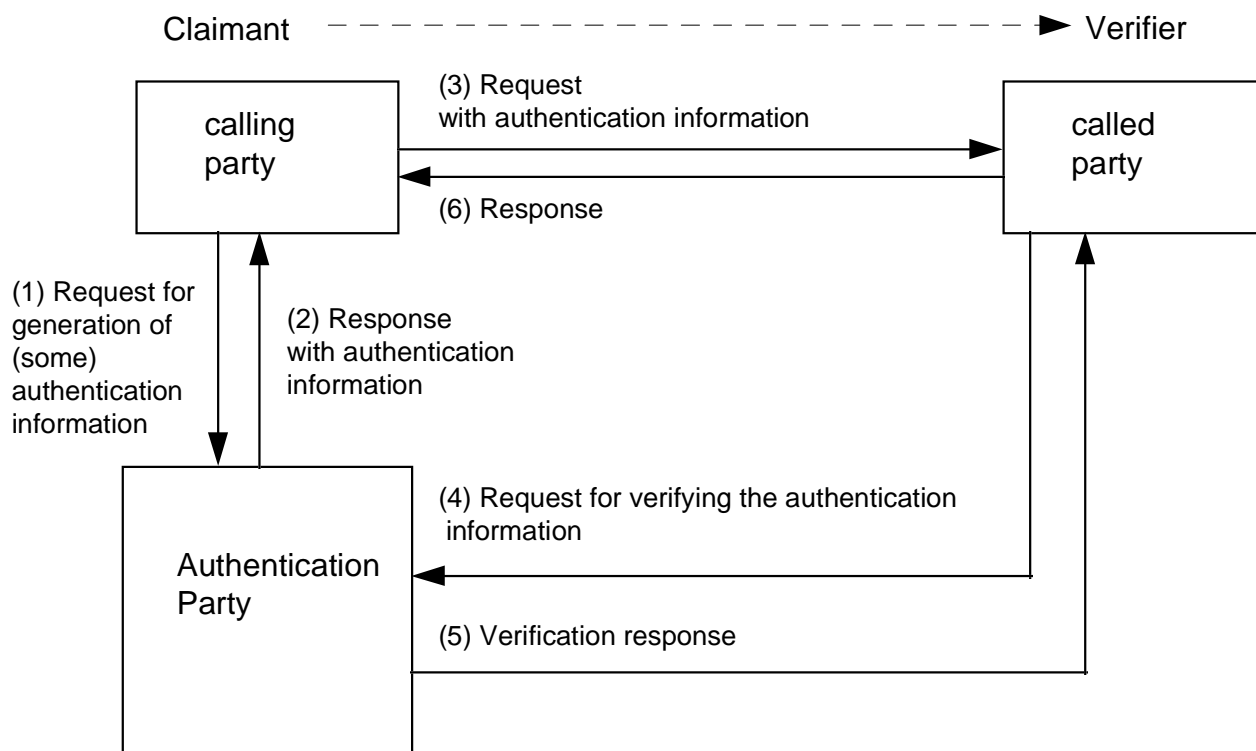 Claimant
Verifier
calling
party
(3) Request
with authentication information
called
party
(6) Response
(1) Request for
generation of
(some)
authentication
information
(2) Response
with authentication
information
(4) Request for verifying the authentication
information
Authentication
Party
(5) Verification response